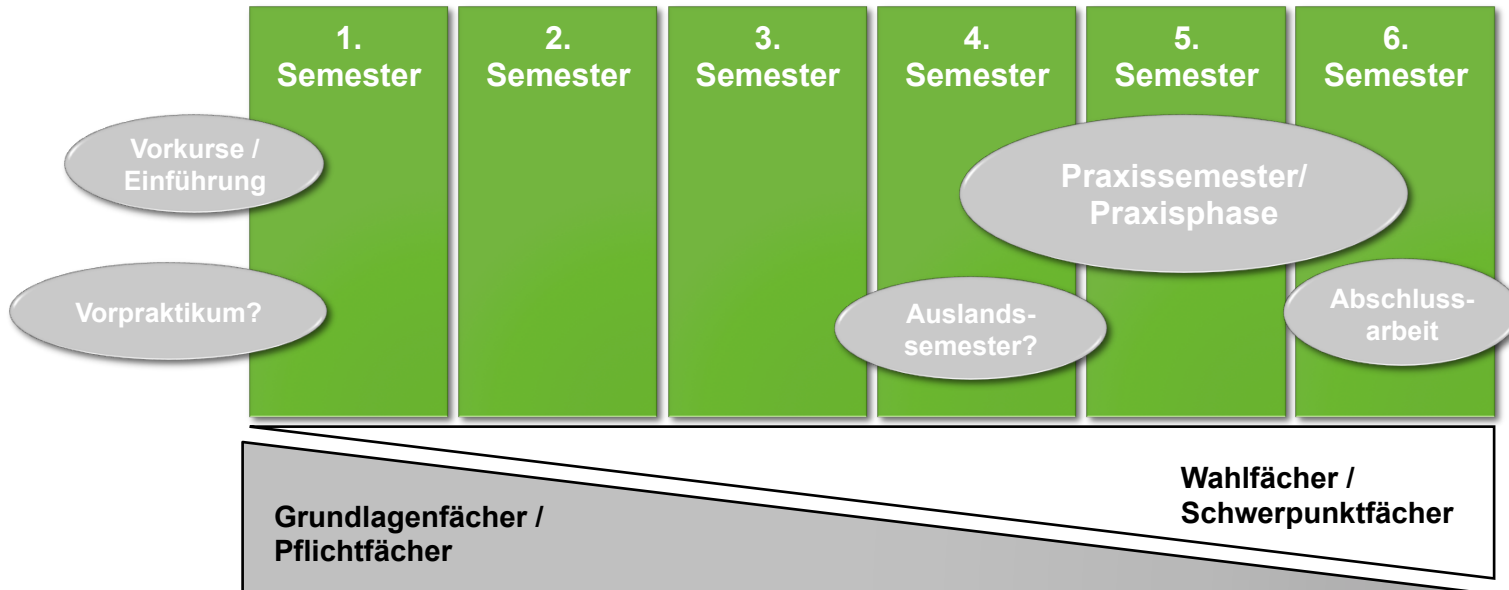 1.
Semester
2.
Semester
3.
Semester
4.
Semester
5.
Semester
6.
Semester
Vorkurse /
Einführung
Praxissemester/
Praxisphase
Vorpraktikum?
Auslands-
semester?
Abschluss-
arbeit
Wahlfächer /
Schwerpunktfächer
Grundlagenfächer /
Pflichtfächer